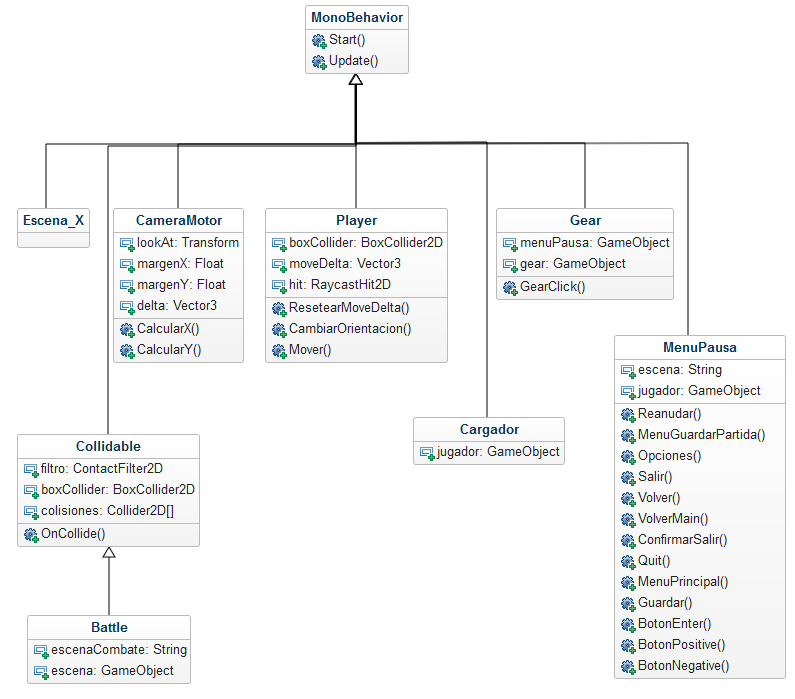 MonoBehavior
Start()
Update()
Escena_X
CameraMotor
lookAt: Transform
margenX: Float
margenY: Float
delta: Vector3
CalcularX()
CalcularY()
Player
boxCollider: BoxCollider2D
moveDelta: Vector3
hit: RaycastHit2D
ResetearMoveDelta()
CambiarOrientacion()
Mover()
Gear
menuPausa: GameObject
gear: GameObject
GearClick()
MenuPausa
escena: String
jugador: GameObject
Reanudar()
MenuGuardarPartida()
Opciones()
Salir()
Volver()
VolverMain()
ConfirmarSalir()
Quit()
MenuPrincipal()
Guardar()
BotonEnter()
BotonPositive()
BotonNegative()
Cargador
jugador: GameObject
Collidable
filtro: ContactFilter2D
boxCollider: BoxCollider2D
colisiones: Collider2D[]
OnCollide()
Battle
escenaCombate: String
escena: GameObject